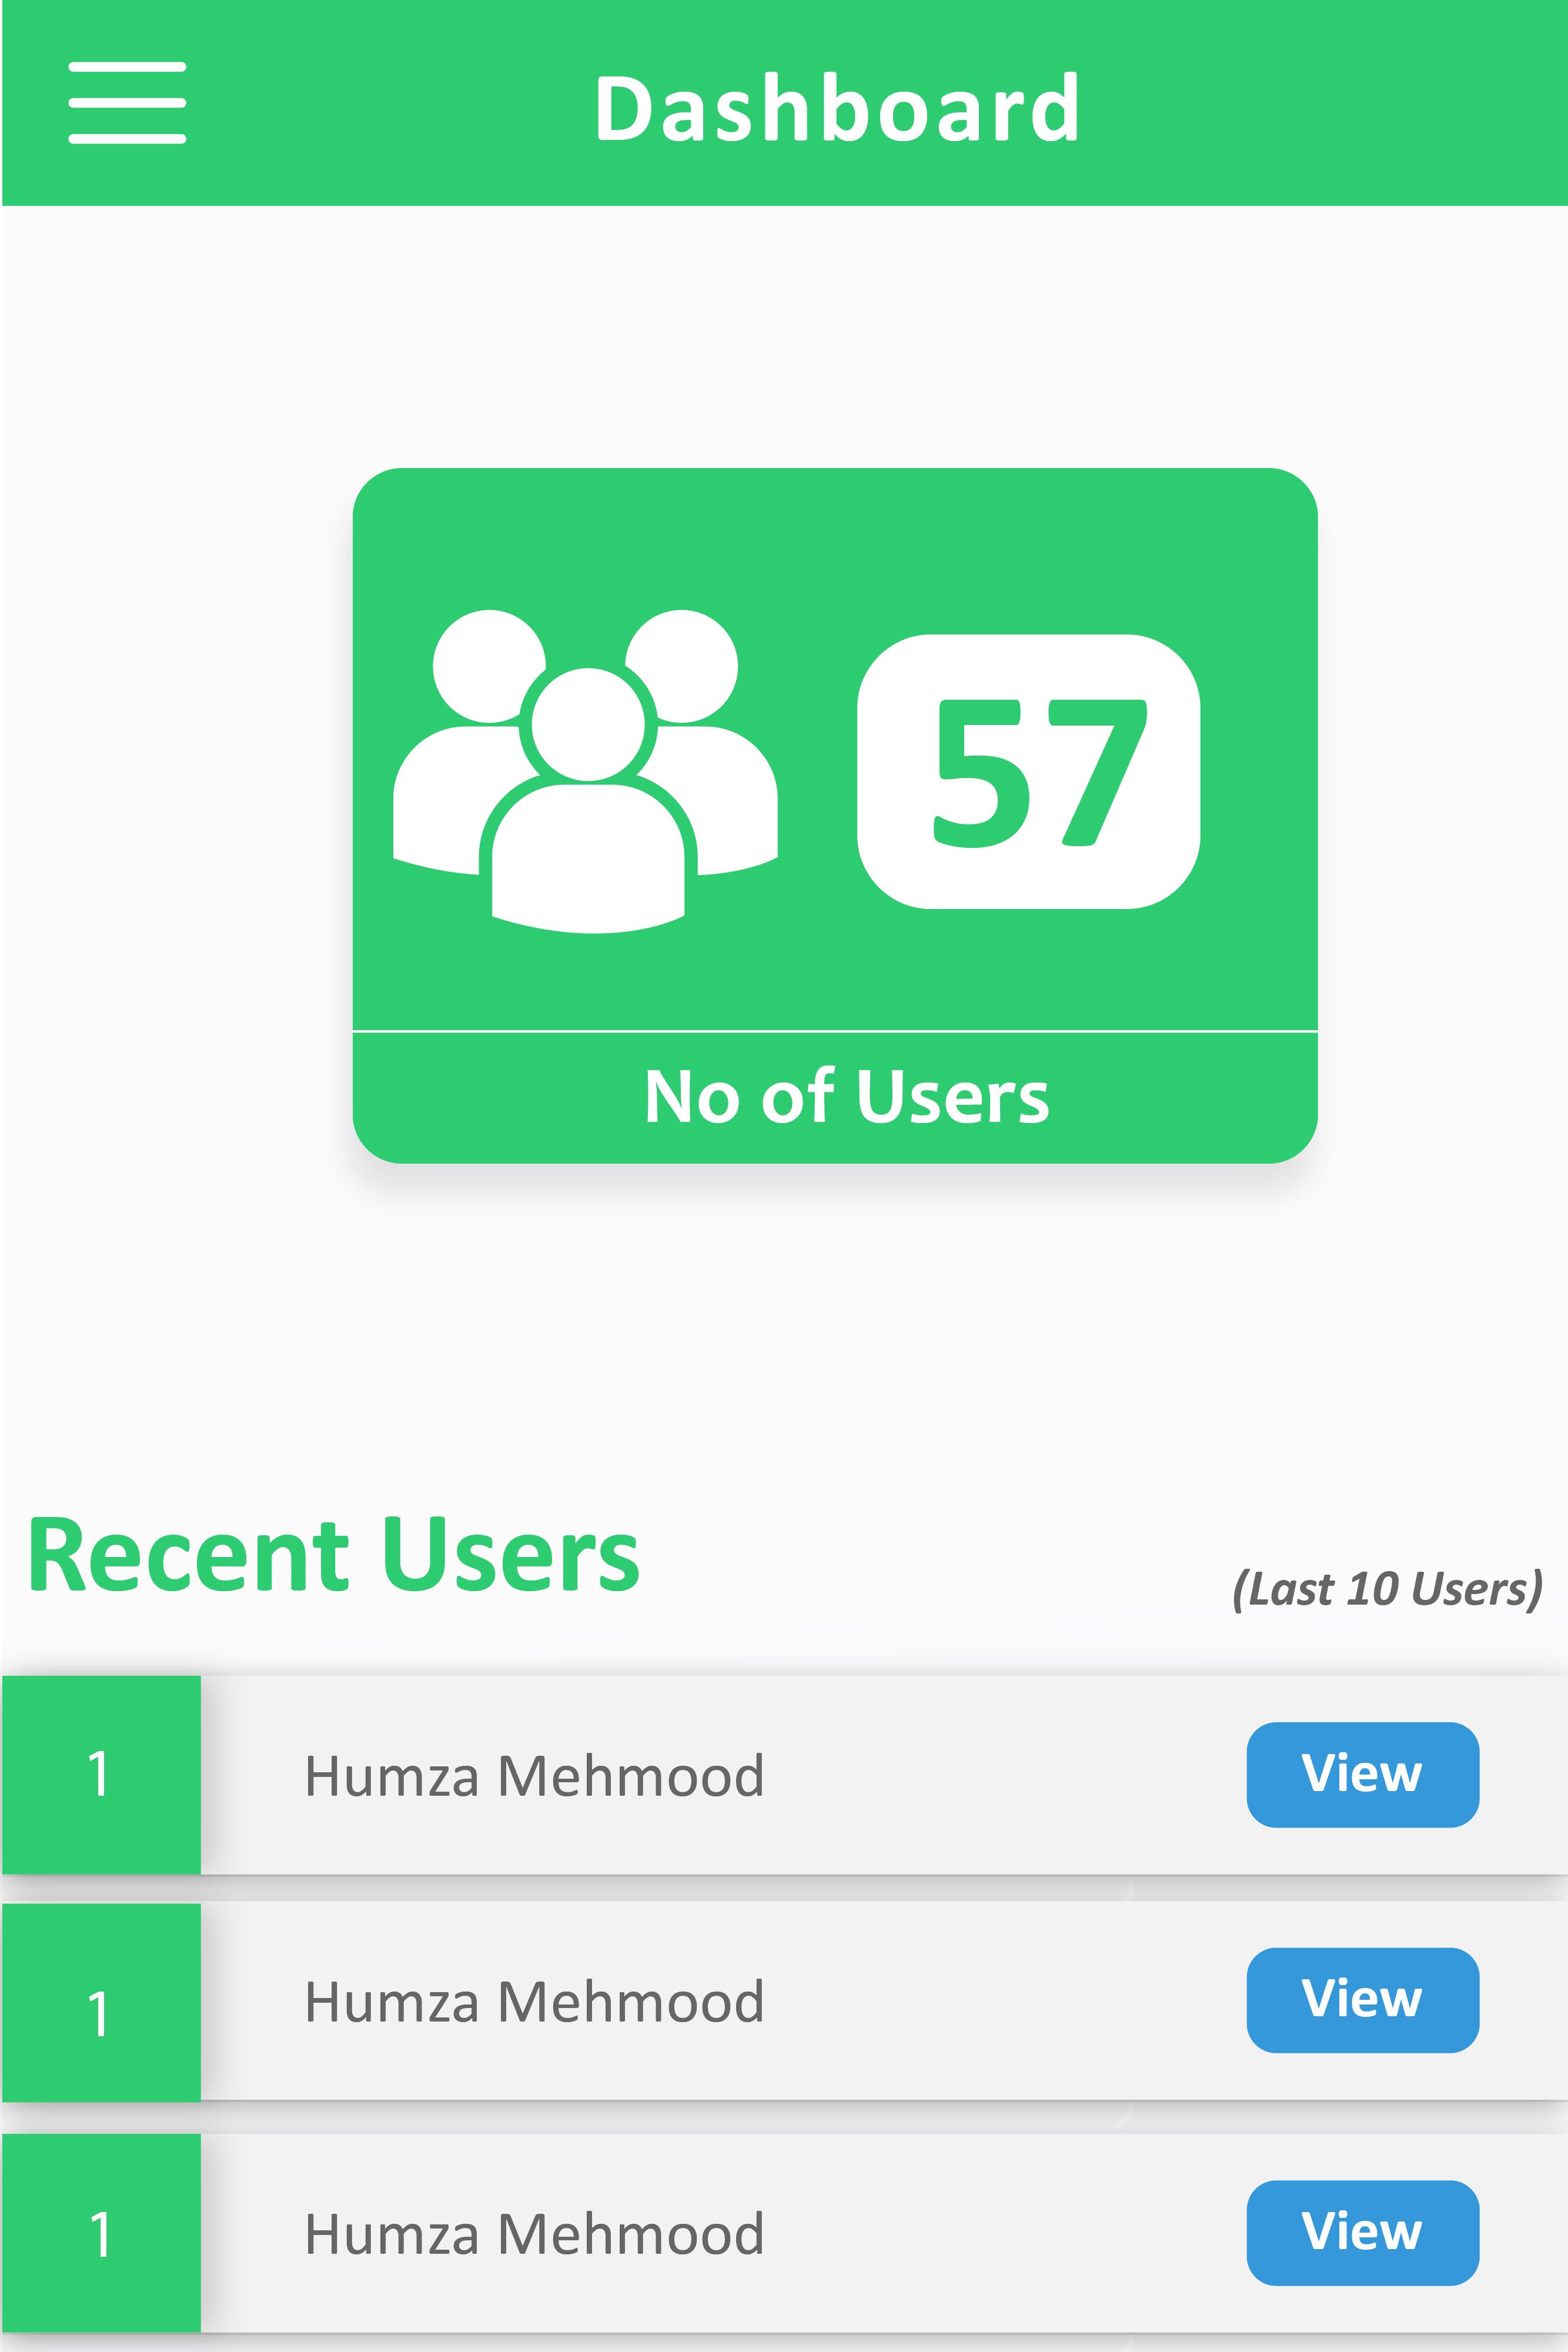 Dashboard
57
No of Users
Recent Users
(Last 10 Users)
1 Humza Mehmood View
1 Humza Mehmood View
1 Humza Mehmood View